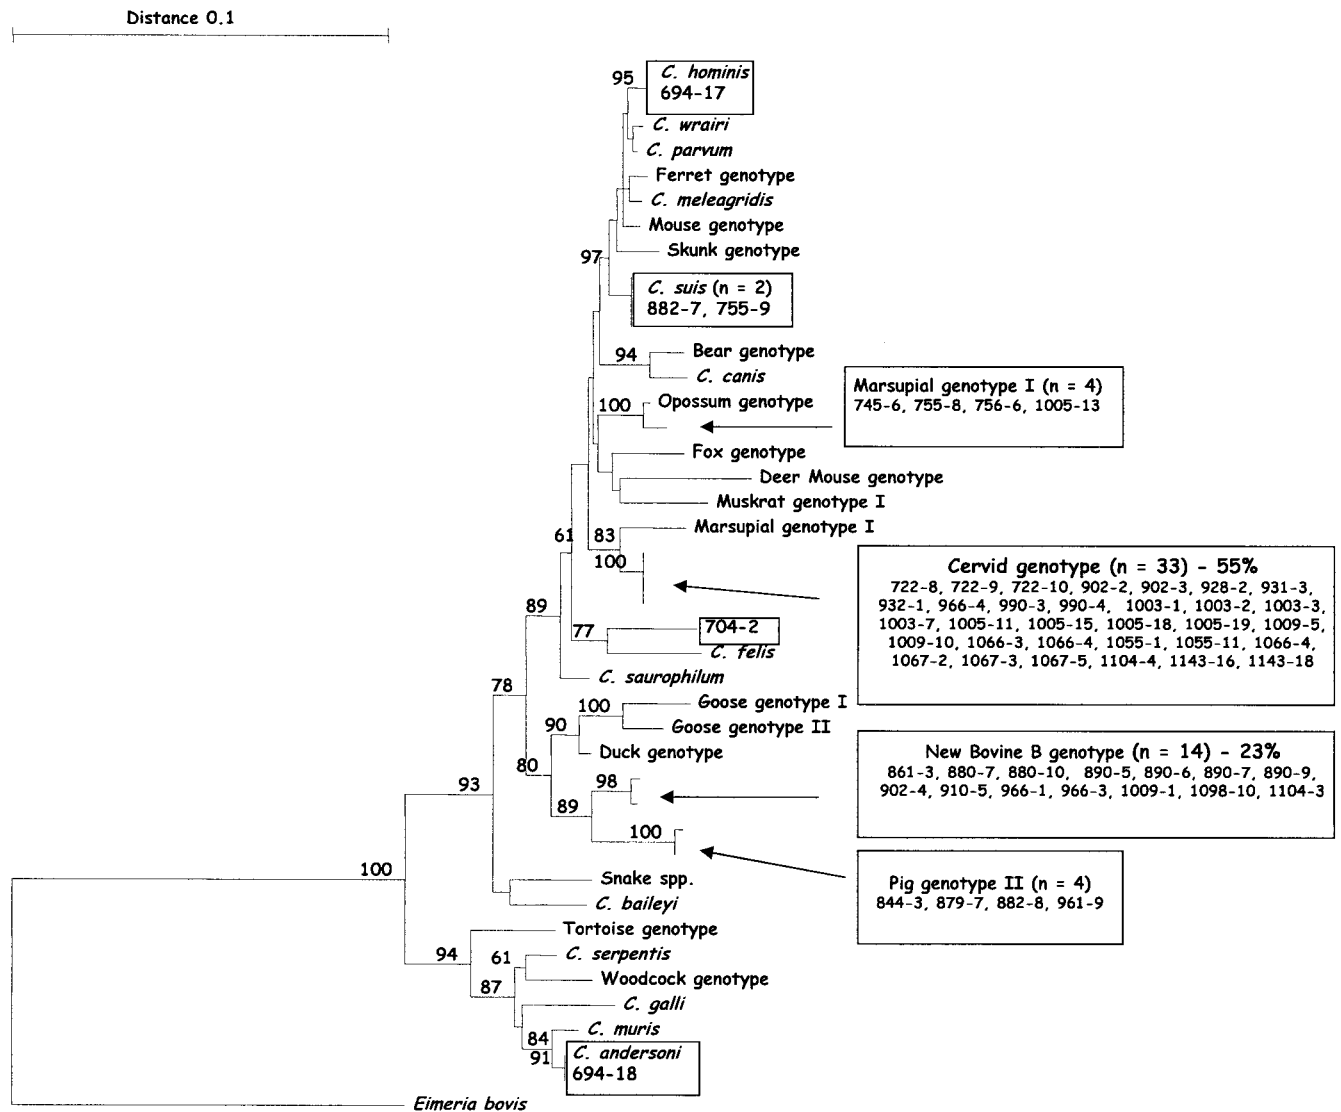 Distance 0.1
95
C. hominis
694-17
C. wrairi
C. parvum
Ferret genotype
C. meleagridis
Mouse genotype
Skunk genotype
97
C. suis (n = 2)
882-7, 755-9
94
Bear genotype
C. canis
100
Opossum genotype
Marsupial genotype I (n = 4)
745-6, 755-8, 756-6, 1005-13
Fox genotype
Deer Mouse genotype
Muskrat genotype I
61
83
Marsupial genotype I
100
Cervid genotype (n = 33) - 55%
722-8, 722-9, 722-10, 902-2, 902-3, 928-2, 931-3,
932-1, 966-4, 990-3, 990-4, 1003-1, 1003-2, 1003-3,
1003-7, 1005-11, 1005-15, 1005-18, 1005-19, 1009-5,
1009-10, 1066-3, 1066-4, 1055-1, 1055-11, 1066-4,
1067-2, 1067-3, 1067-5, 1104-4, 1143-16, 1143-18
89
77
704-2
C. felis
C. saurophilum
78
100
Goose genotype I
Goose genotype II
90
Duck genotype
80
New Bovine B genotype (n = 14) - 23%
861-3, 880-7, 880-10, 890-5, 890-6, 890-7, 890-9,
902-4, 910-5, 966-1, 966-3, 1009-1, 1098-10, 1104-3
93
98
89
100
Pig genotype II (n = 4)
844-3, 879-7, 882-8, 961-9
100
Snake spp.
C. baileyi
Tortoise genotype
94
61
C. serpentis
Woodcock genotype
87
C. galli
C. muris
84
91
C. andersoni
694-18
Eimeria bovis